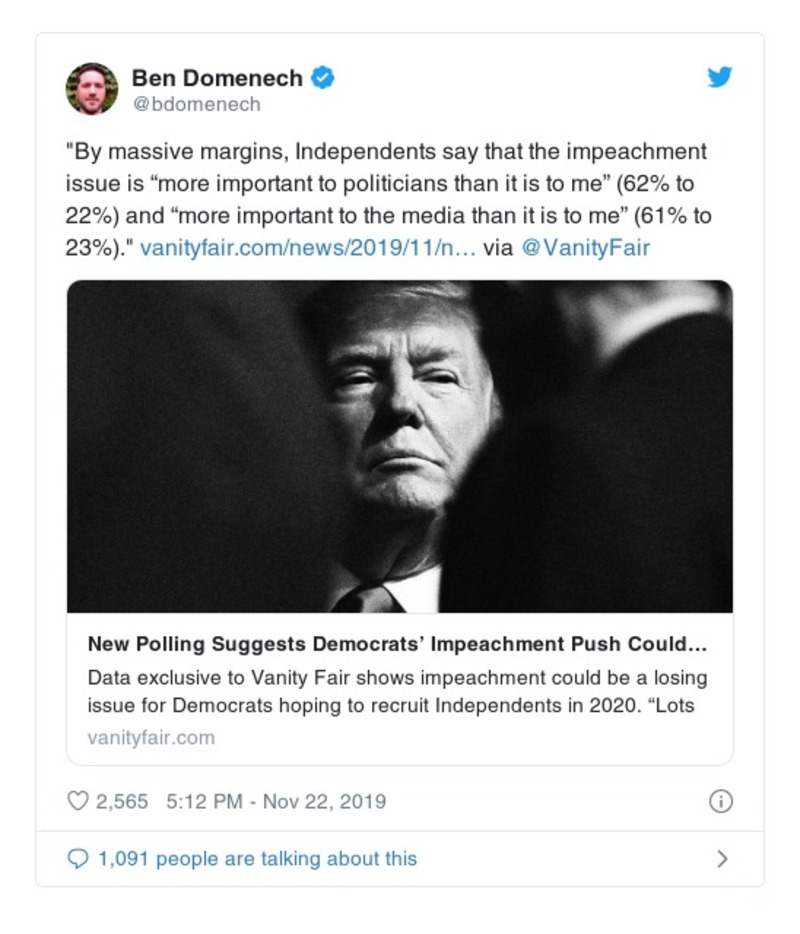 Ben Domenech
@bdomenech
"By massive margins, Independents say that the impeachment
issue is “more important to politicians than it is to me” (62% to
22%) and “more important to the media than it is to me” (61% to
23%)." vanityfair.com/news/2019/11/n… via @VanityFair
New Polling Suggests Democrats’ Impeachment Push Could...
Data exclusive to Vanity Fair shows impeachment could be a losing
issue for Democrats hoping to recruit Independents in 2020. “Lots
vanityfair.com
2,565 5:12 PM - Nov 22, 2019
1,091 people are talking about this